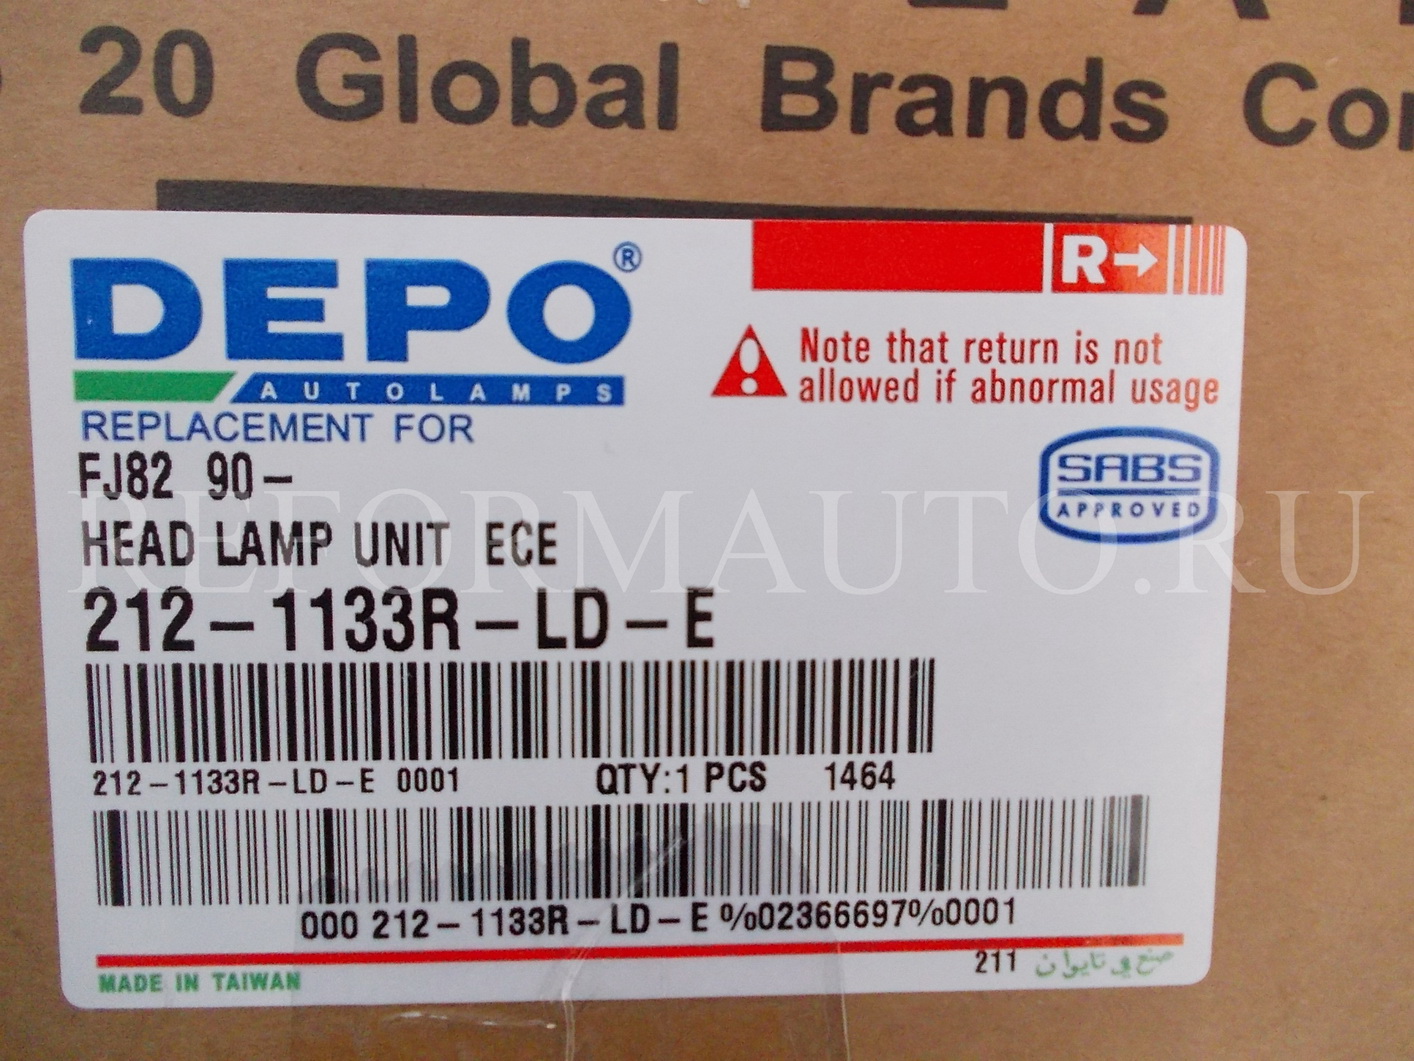 20 Global Brands Co
DEPO®
AUTOLAMPS
R→
Note that return is not
allowed if abnormal usage
REPLACEMENT FOR
FJ82 90-
SABS
APPROVED
REFORMAUTO.RU
HEAD LAMP UNIT ECE
212-1133R-LD-E
212-1133R-LD-E 0001 QTY:1 PCS 1464
000 212-1133R-LD-E%02366697%0001
MADE IN TAIWAN
211 صنع في تايوان